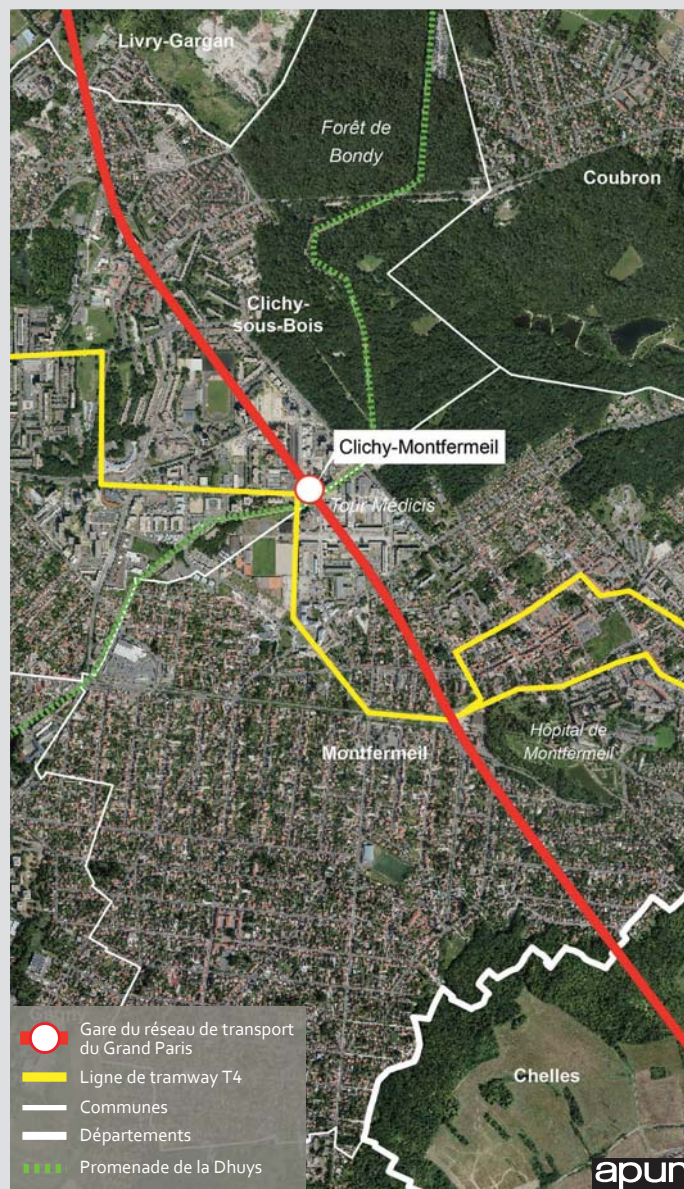 Livry-Gargan
Forêt de
Bondy
Coubron
Clichy-
sous-Bois
Clichy-Montfermeil
Tour Médicis
Hôpital de
Montfermeil
Montfermeil
Gagny
Chelles
Gare du réseau de transport
du Grand Paris
Ligne de tramway T4
Communes
Départements
Promenade de la Dhuys
apur